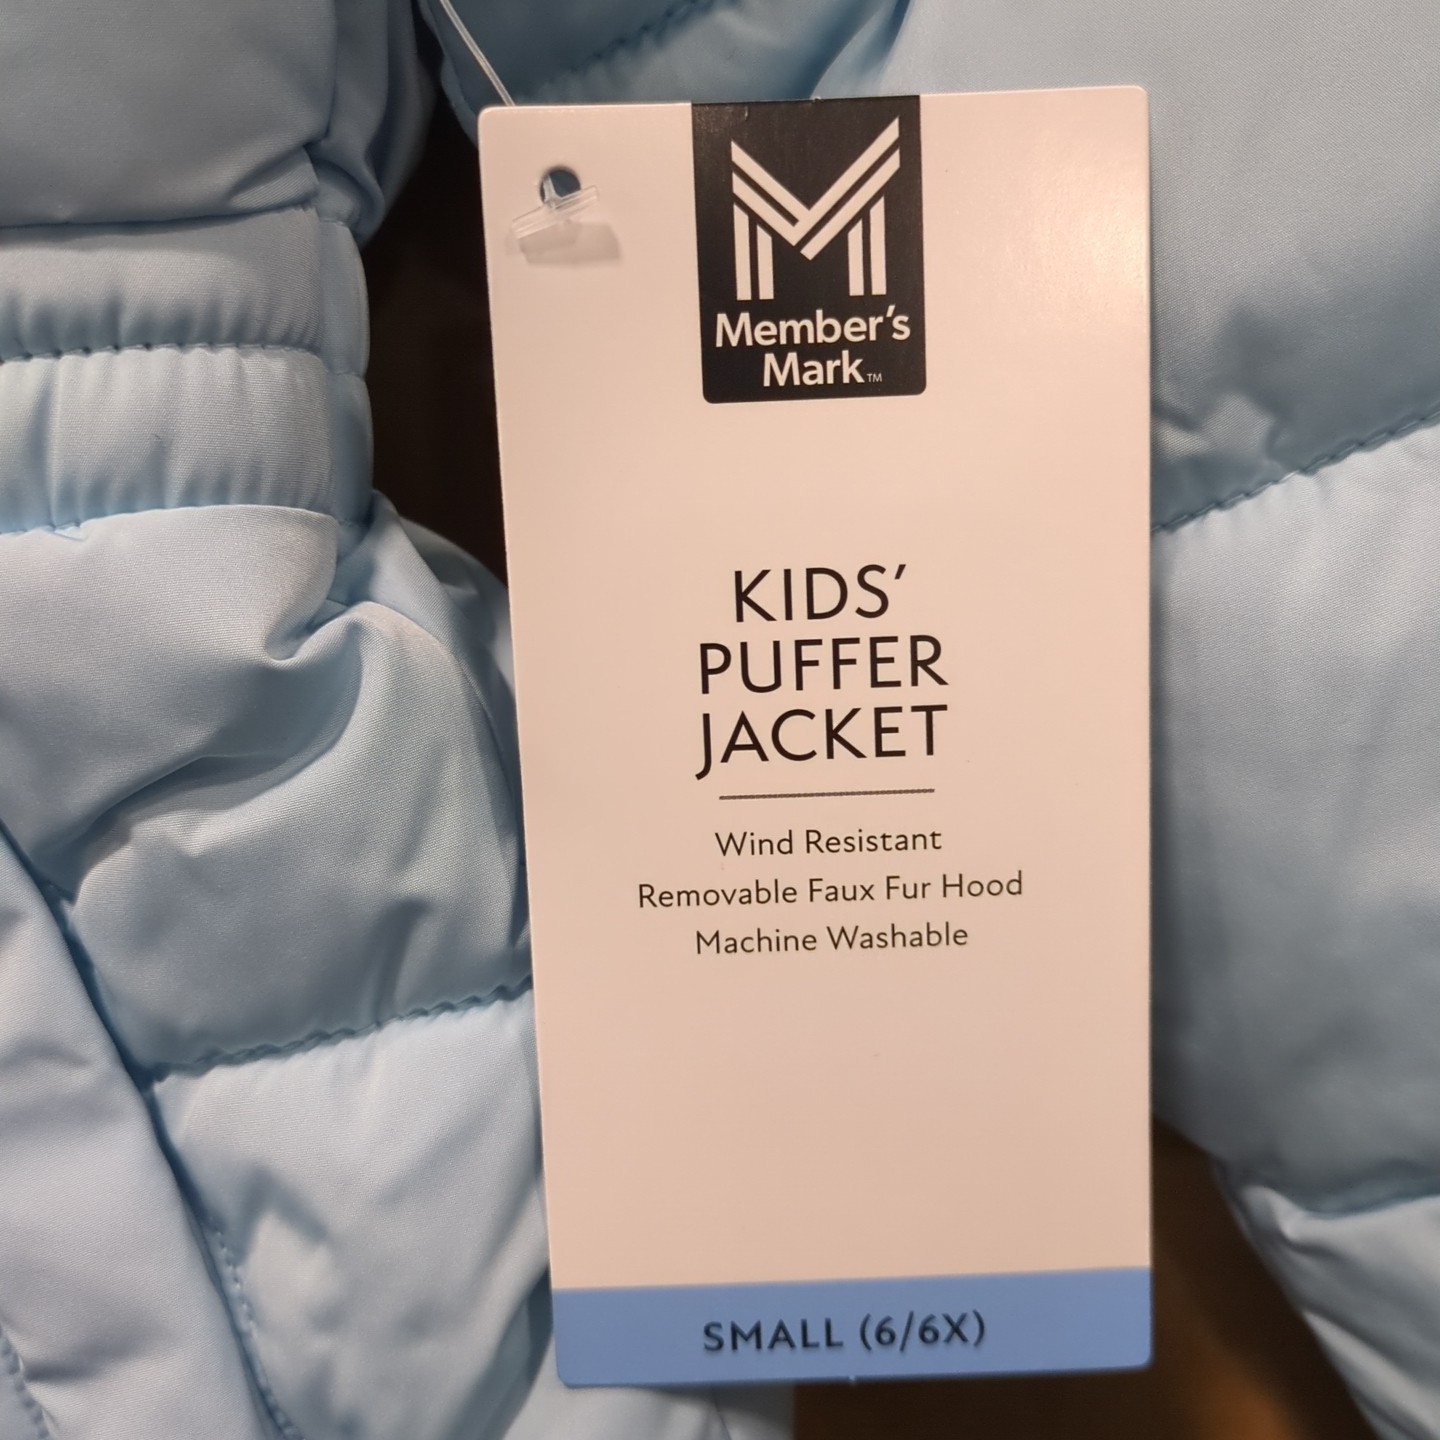 Member's
Mark™
KIDS'
PUFFER
JACKET
Wind Resistant
Removable Faux Fur Hood
Machine Washable
SMALL (6/6X)